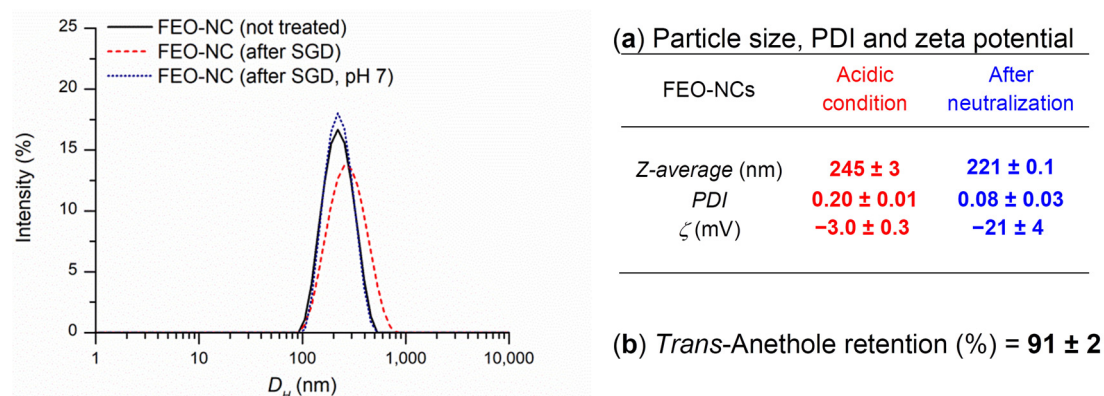 FEO-NC (not treated)
FEO-NC (after SGD)
FEO-NC (after SGD, pH 7)
25
20
15
10
5
0
Intensity (%)
1
10
100
1,000
10,000
D_H (nm)
(a) Particle size, PDI and zeta potential
FEO-NCs
Acidic
condition
After
neutralization
Z-average (nm) 245 ± 3 221 ± 0.1
PDI 0.20 ± 0.01 0.08 ± 0.03
ζ (mV) −3.0 ± 0.3 −21 ± 4
(b) Trans-Anethole retention (%) = 91 ± 2